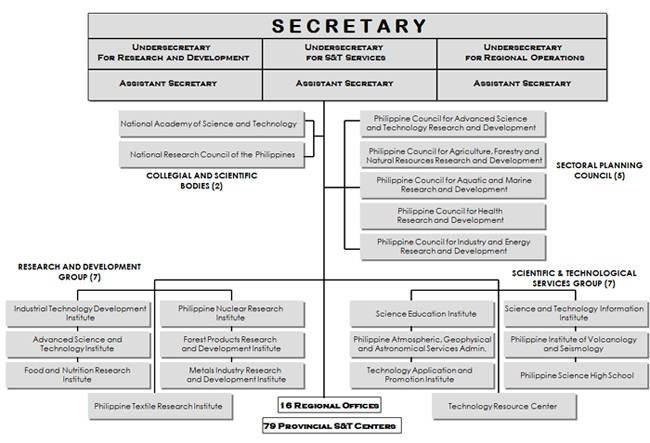 SECRETARY
UNDERSECRETARY
FOR RESEARCH AND DEVELOPMENT
UNDERSECRETARY
FOR S&T SERVICES
UNDERSECRETARY
FOR REGIONAL OPERATIONS
ASSISTANT SECRETARY
ASSISTANT SECRETARY
ASSISTANT SECRETARY
National Academy of Science and Technology
National Research Council of the Philippines
COLLEGIAL AND SCIENTIFIC
BODIES (2)
Philippine Council for Advanced Science
and Technology Research and Development
Philippine Council for Agriculture, Forestry and
Natural Resources Research and Development
Philippine Council for Aquatic and Marine
Research and Development
Philippine Council for Health
Research and Development
Philippine Council for Industry and Energy
Research and Development
SECTORAL PLANNING
COUNCIL (5)
RESEARCH AND DEVELOPMENT
GROUP (7)
Industrial Technology Development
Institute
Philippine Nuclear Research
Institute
Advanced Science and
Technology Institute
Forest Products Research
and Development Institute
Food and Nutrition Research
Institute
Metals Industry Research
and Development Institute
Philippine Textile Research Institute
SCIENTIFIC & TECHNOLOGICAL
SERVICES GROUP (7)
Science Education Institute
Science and Technology Information
Institute
Philippine Atmospheric, Geophysical
and Astronomical Services Admin.
Philippine Institute of Volcanology
and Seismology
Technology Application and
Promotion Institute
Philippine Science High School
Technology Resource Center
16 REGIONAL OFFICES
79 PROVINCIAL S&T CENTERS